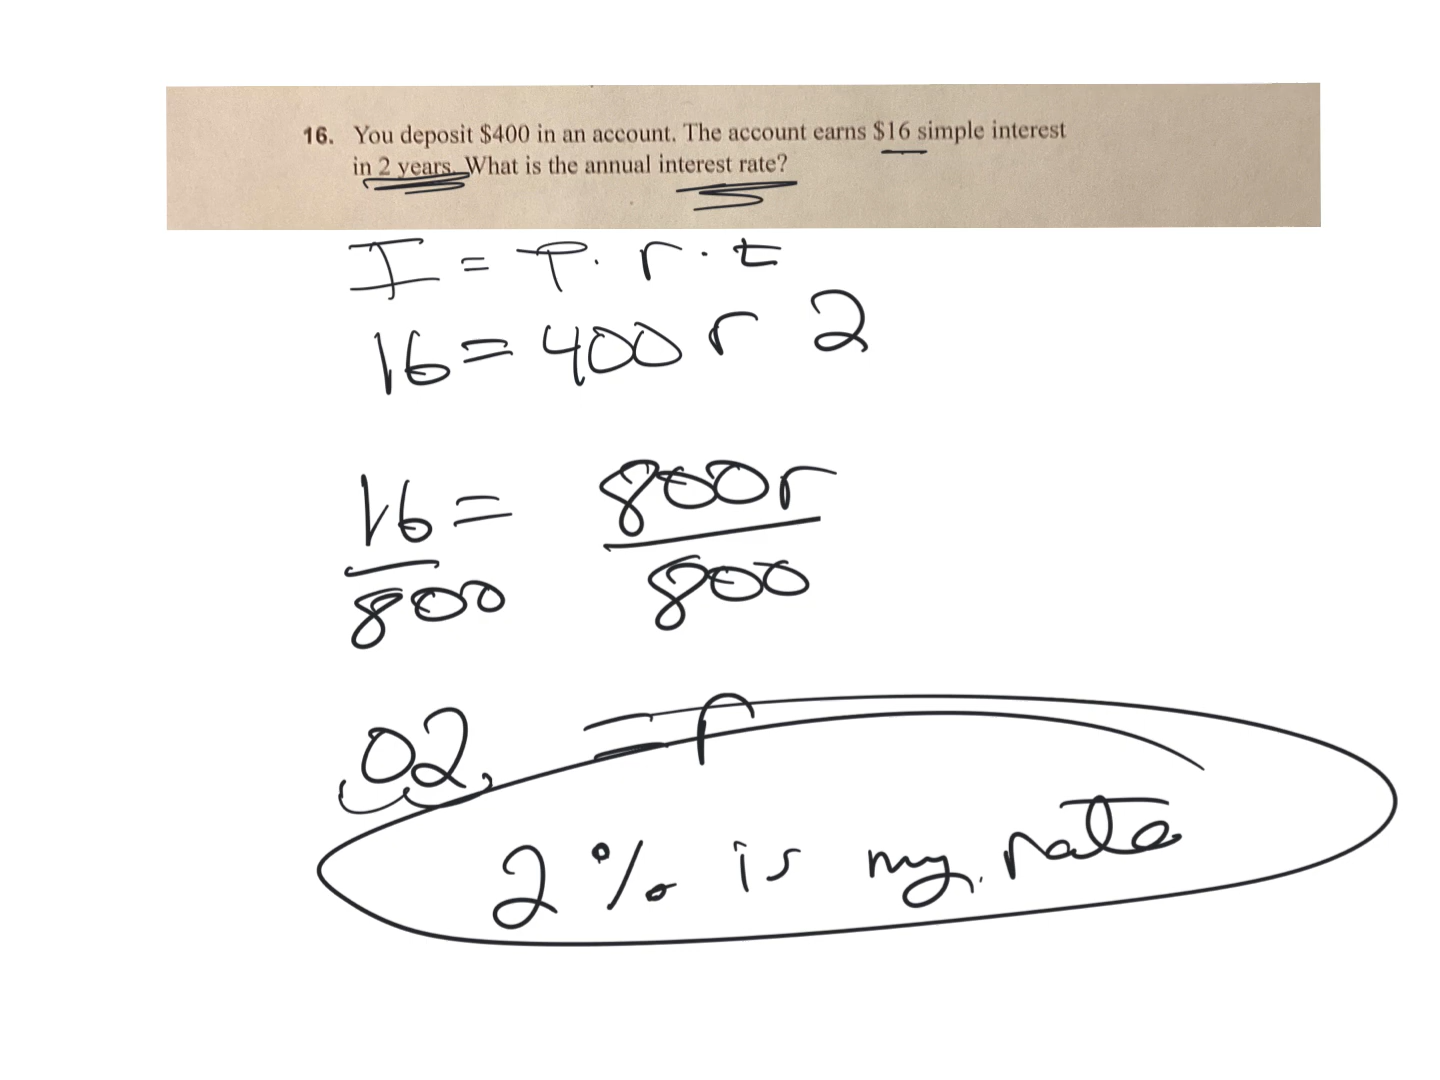 16. You deposit $400 in an account. The account earns $16 simple interest
in 2 years. What is the annual interest rate?
I = P. r. t
16 = 400 r 2
16 = 800r
800 800
.02 = r
2% is my rate